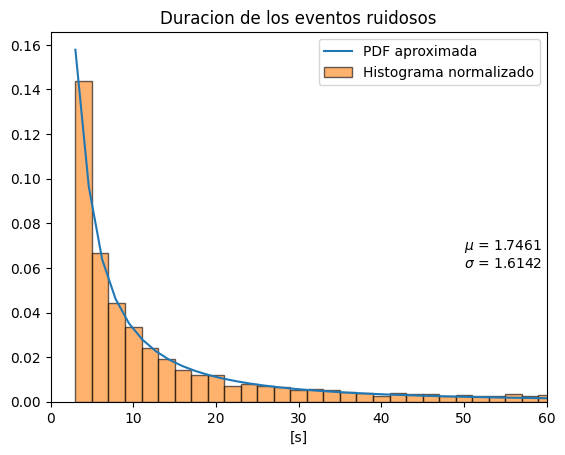 Duracion de los eventos ruidosos
0.16
0.14
0.12
0.10
0.08
0.06
0.04
0.02
0.00
PDF aproximada
Histograma normalizado
μ = 1.7461
σ = 1.6142
0 10 20 30 40 50 60
[s]